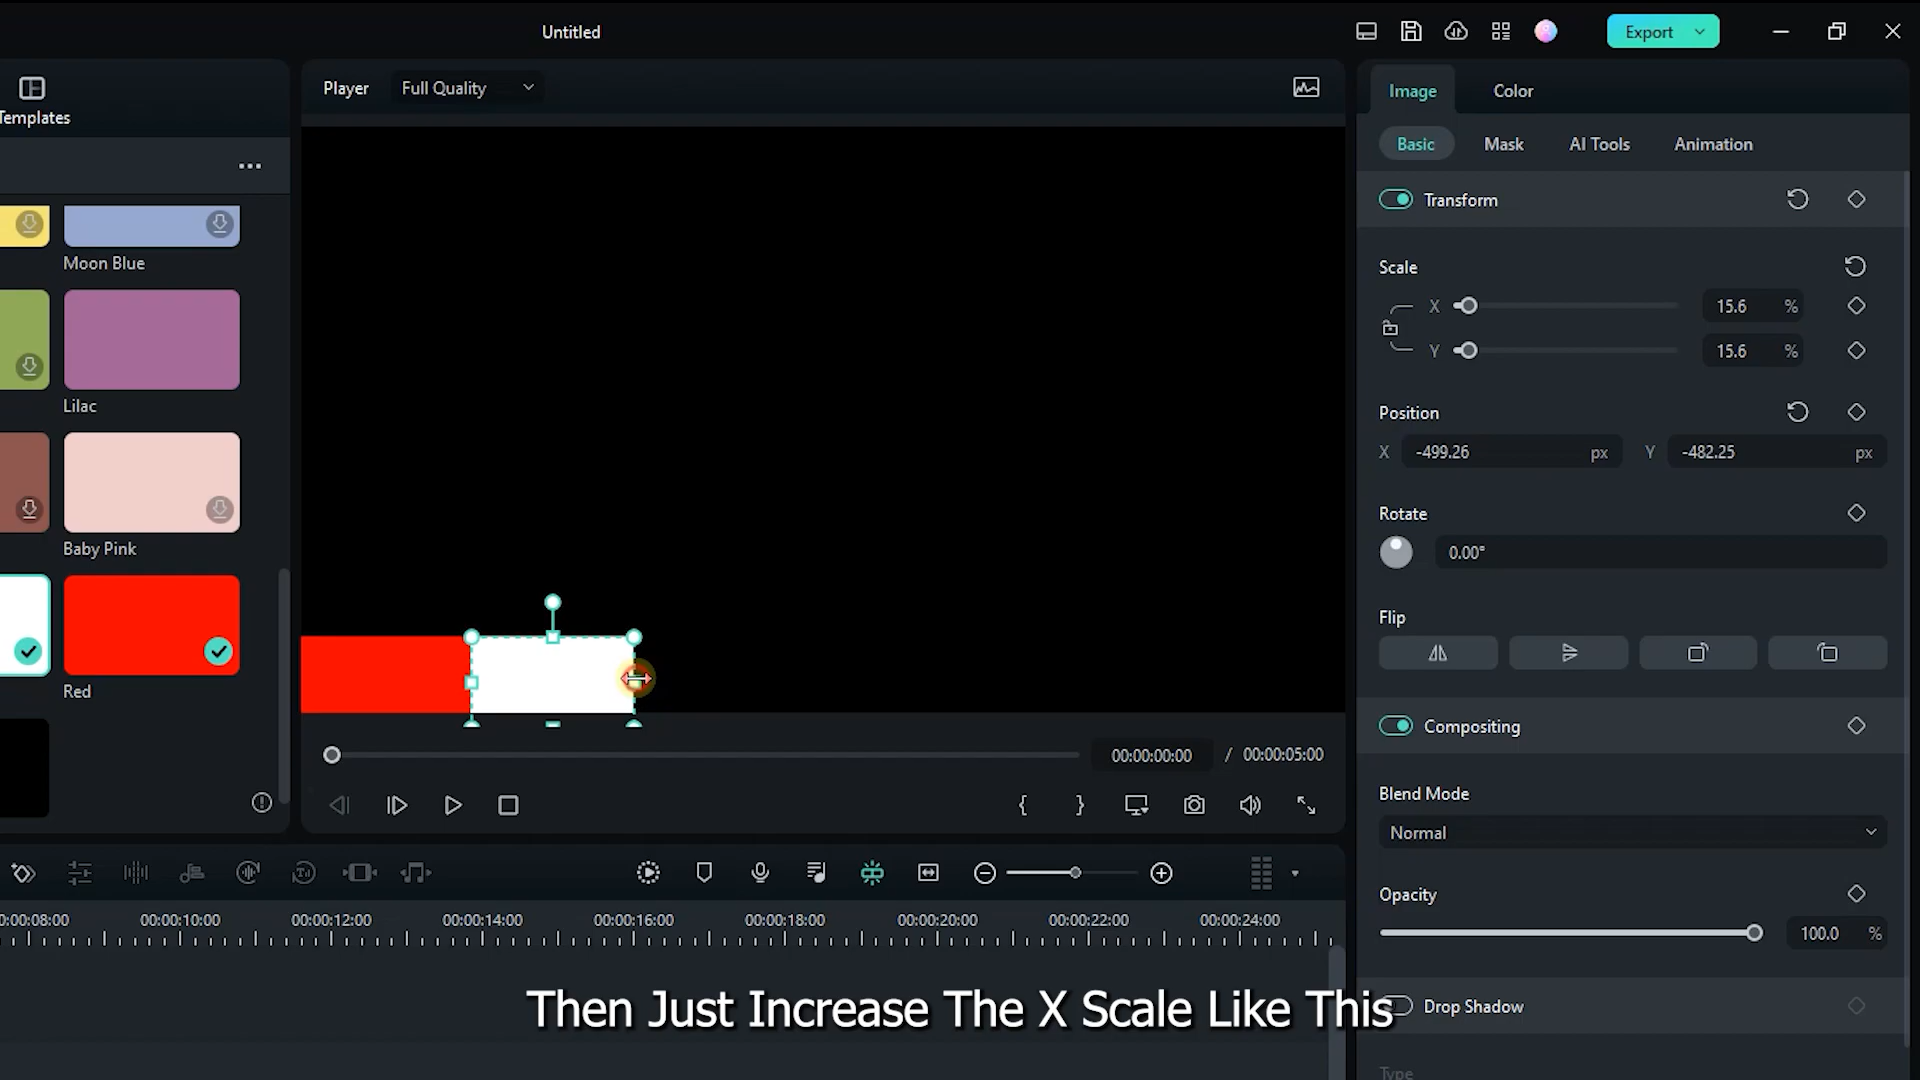 Untitled
Export
Templates
Player
Full Quality
Image
Color
Basic
Mask
AI Tools
Animation
Moon Blue
Lilac
Baby Pink
Red
Transform
Scale
X
15.6
%
Y
15.6
%
Position
X
-499.26
px
Y
-482.25
px
Rotate
0.00°
Flip
Compositing
Blend Mode
Normal
Opacity
100.0
%
Drop Shadow
Type
00:00:00:00
/
00:00:05:00
{
}
0:00:08:00
00:00:10:00
00:00:12:00
00:00:14:00
00:00:16:00
00:00:18:00
00:00:20:00
00:00:22:00
00:00:24:00
Then Just Increase The X Scale Like This